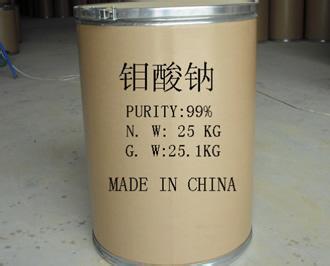 钼酸钠
PURITY:99%
N. W: 25 KG
G. W:25.1KG
MADE IN CHINA